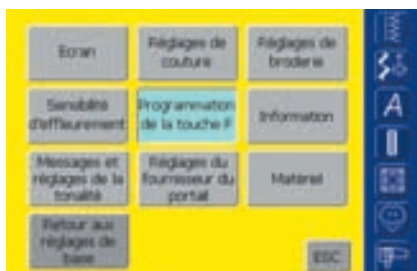 Ecran
Réglages de
couture
Réglages de
broderie
Sensibilité
d'effleurement
Programmation
de la touche F
Information
Messages et
réglages de la
tonalité
Réglages du
fournisseur du
portail
Matériel
Retour aux
réglages de
base
ESC
A